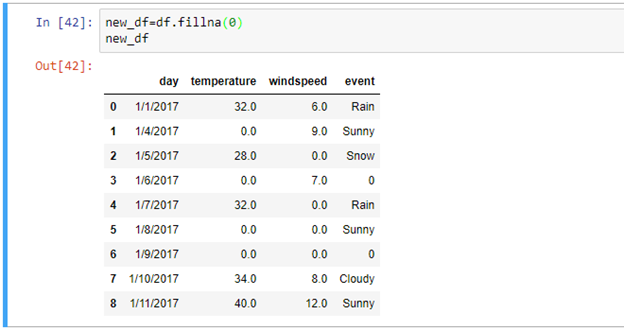 In [42]: new_df=df.fillna(0)
new_df
Out[42]:
day temperature windspeed event
0 1/1/2017 32.0 6.0 Rain
1 1/4/2017 0.0 9.0 Sunny
2 1/5/2017 28.0 0.0 Snow
3 1/6/2017 0.0 7.0 0
4 1/7/2017 32.0 0.0 Rain
5 1/8/2017 0.0 0.0 Sunny
6 1/9/2017 0.0 0.0 0
7 1/10/2017 34.0 8.0 Cloudy
8 1/11/2017 40.0 12.0 Sunny